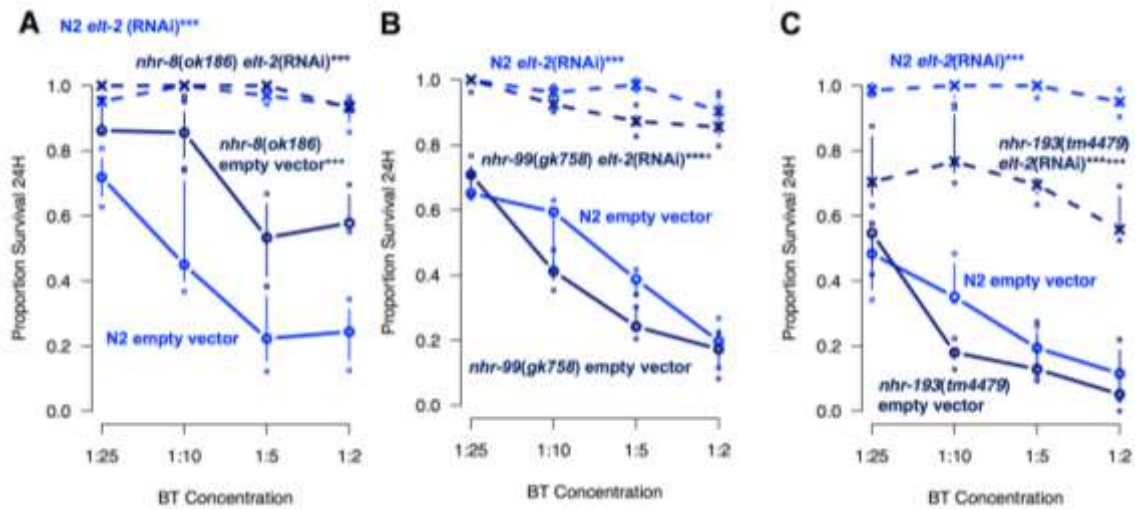 A
N2 elt-2 (RNAi)***
nhr-8(ok186) elt-2(RNAi)***
1.0
0.8
0.6
0.4
0.2
0.0
Proportion Survival 24H
nhr-8(ok186)
empty vector***
N2 empty vector
1:25
1:10
1:5
1:2
BT Concentration
B
N2 elt-2(RNAi)***
1.0
0.8
0.6
0.4
0.2
0.0
Proportion Survival 24H
nhr-99(gk758) elt-2(RNAi)****
N2 empty vector
nhr-99(gk758) empty vector
1:25
1:10
1:5
1:2
BT Concentration
C
N2 elt-2(RNAi)***
1.0
0.8
0.6
0.4
0.2
0.0
Proportion Survival 24H
nhr-193(tm4479)
elt-2(RNAi)******
N2 empty vector
nhr-193(tm4479)
empty vector
1:25
1:10
1:5
1:2
BT Concentration